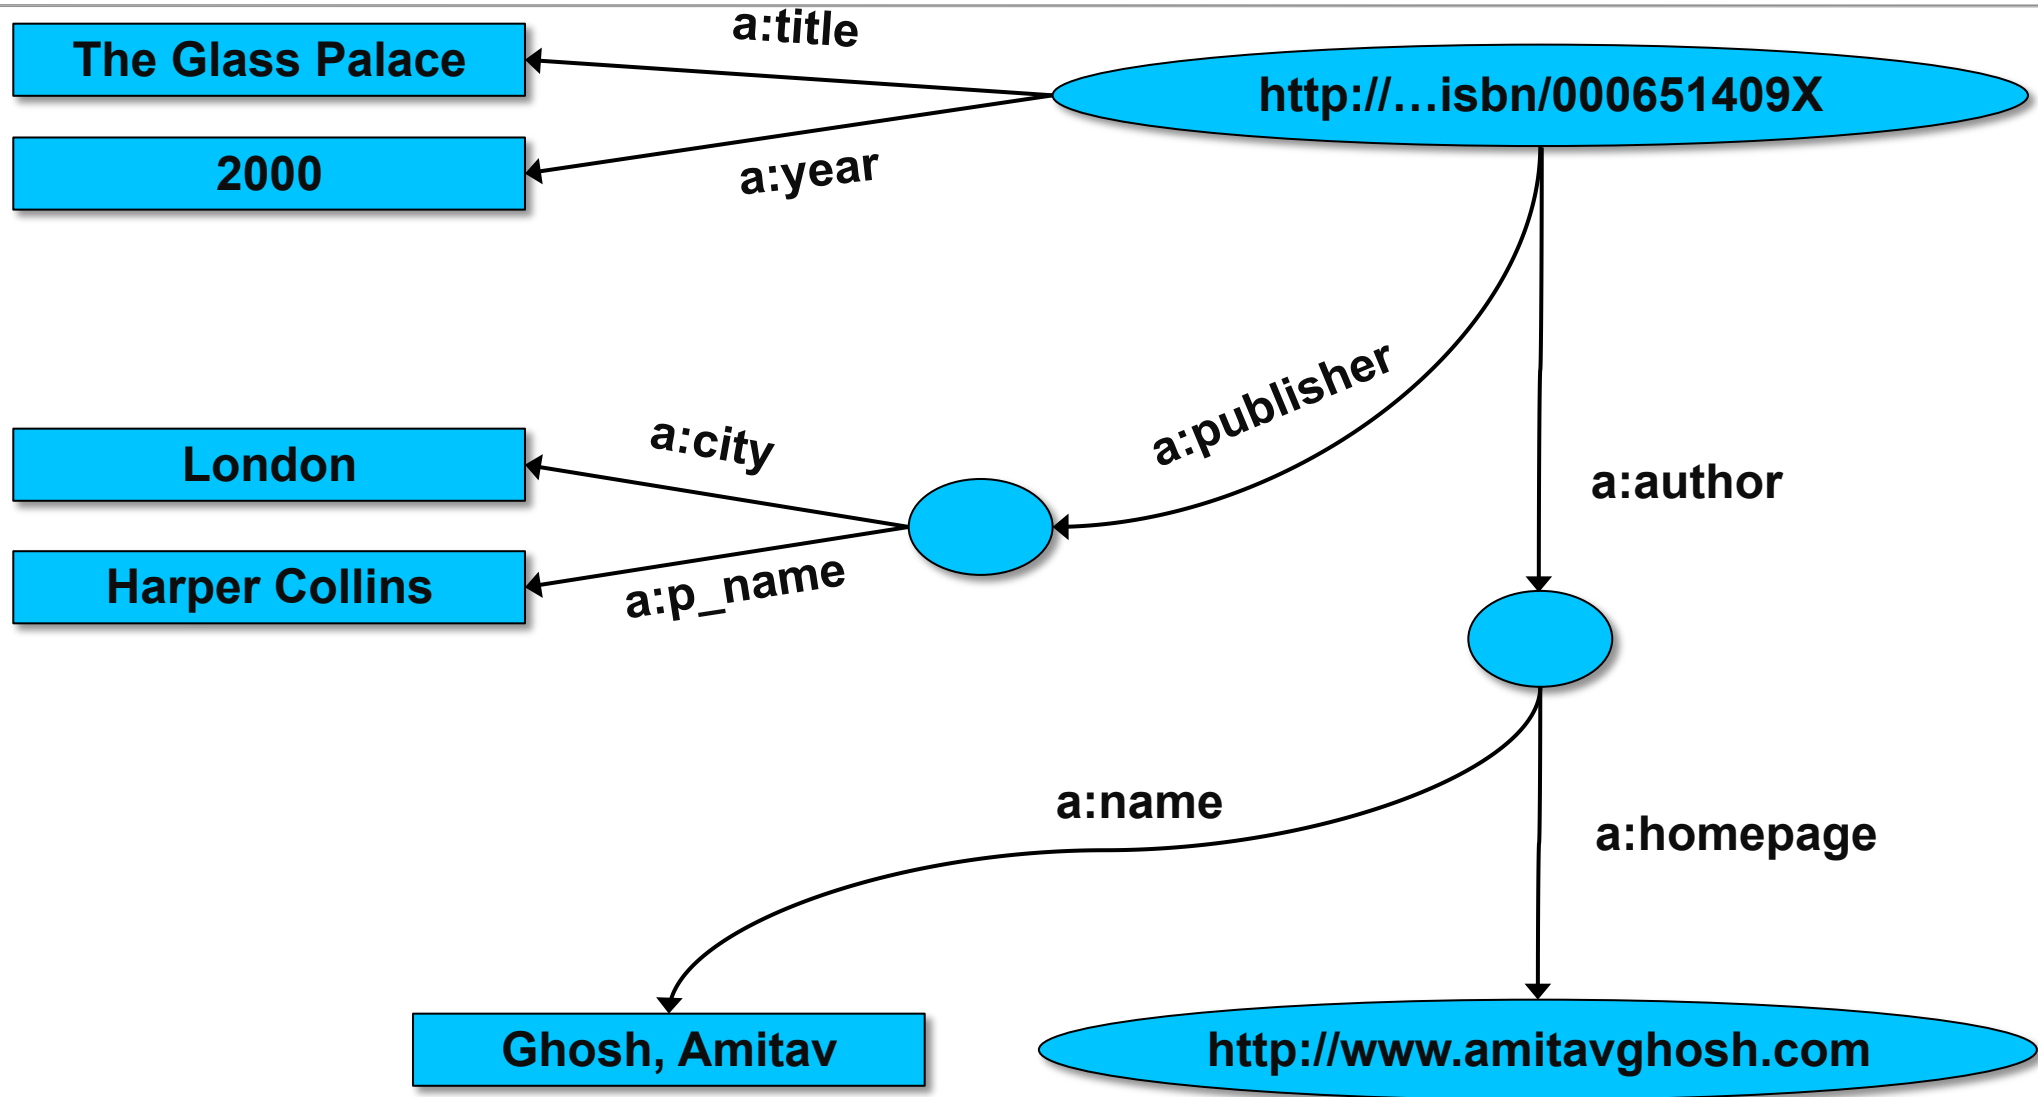 a:title
The Glass Palace
http://…isbn/000651409X
2000
a:year
a:publisher
a:city
London
a:author
Harper Collins
a:p_name
a:name
a:homepage
Ghosh, Amitav
http://www.amitavghosh.com